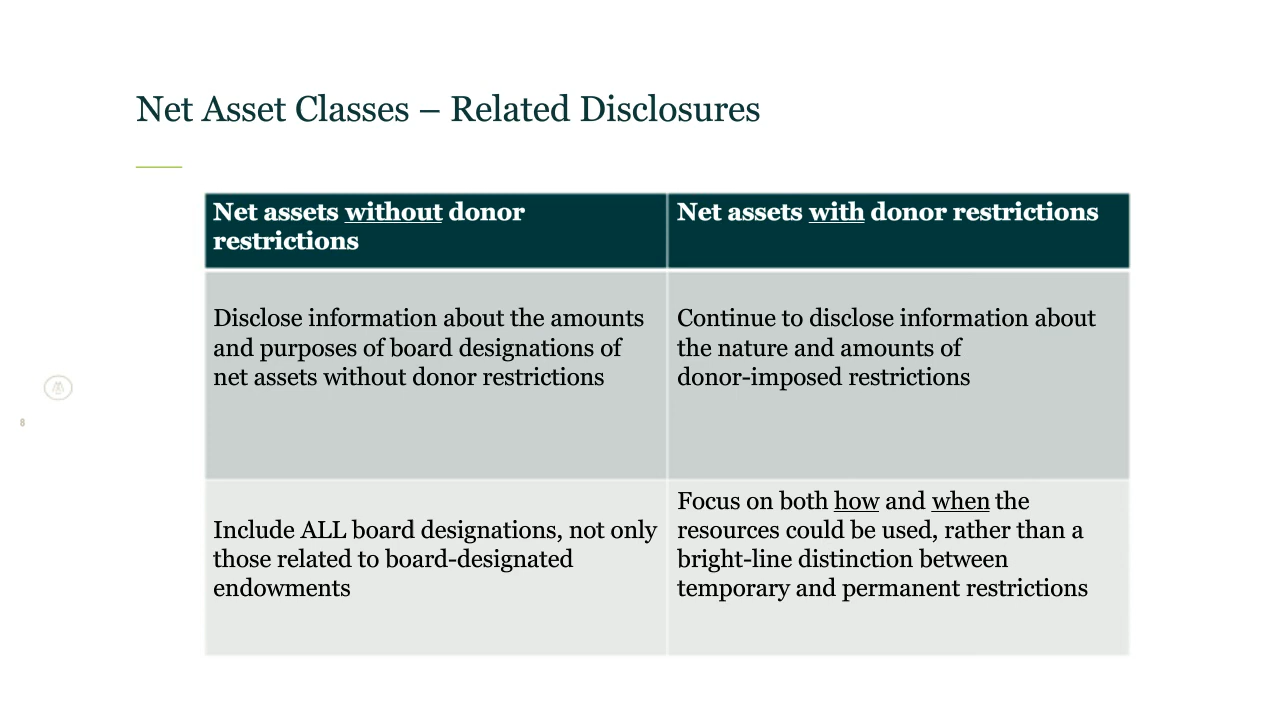 Net Asset Classes – Related Disclosures
Net assets without donor
restrictions
Net assets with donor restrictions
Disclose information about the amounts
and purposes of board designations of
net assets without donor restrictions
Continue to disclose information about
the nature and amounts of
donor-imposed restrictions
Include ALL board designations, not only
those related to board-designated
endowments
Focus on both how and when the
resources could be used, rather than a
bright-line distinction between
temporary and permanent restrictions